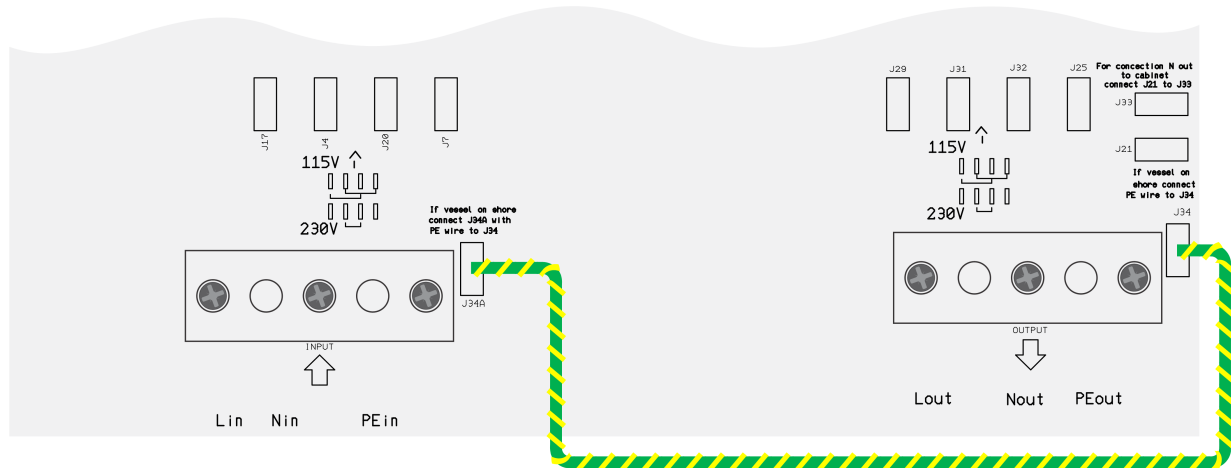 J17
J4
J20
J7
115V
230V
If vessel on shore
connect J34A with
PE wire to J34
J34A
INPUT
Lin Nin PEin
J29
J31
J32
J25
For concection N out
to cabinet
connect J21 to J33
J33
J21
If vessel on
shore connect
PE wire to J34
J34
115V
230V
OUTPUT
Lout Nout PEout